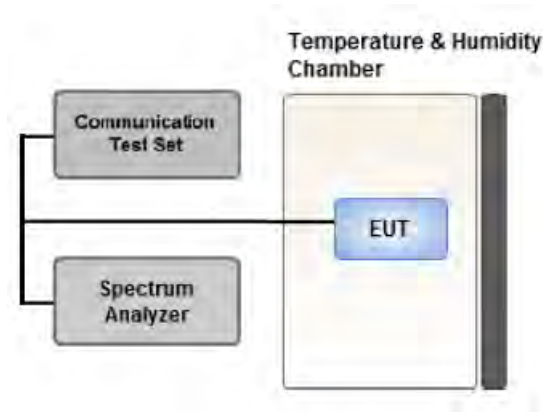 Temperature & Humidity
Chamber
Communication
Test Set
EUT
Spectrum
Analyzer